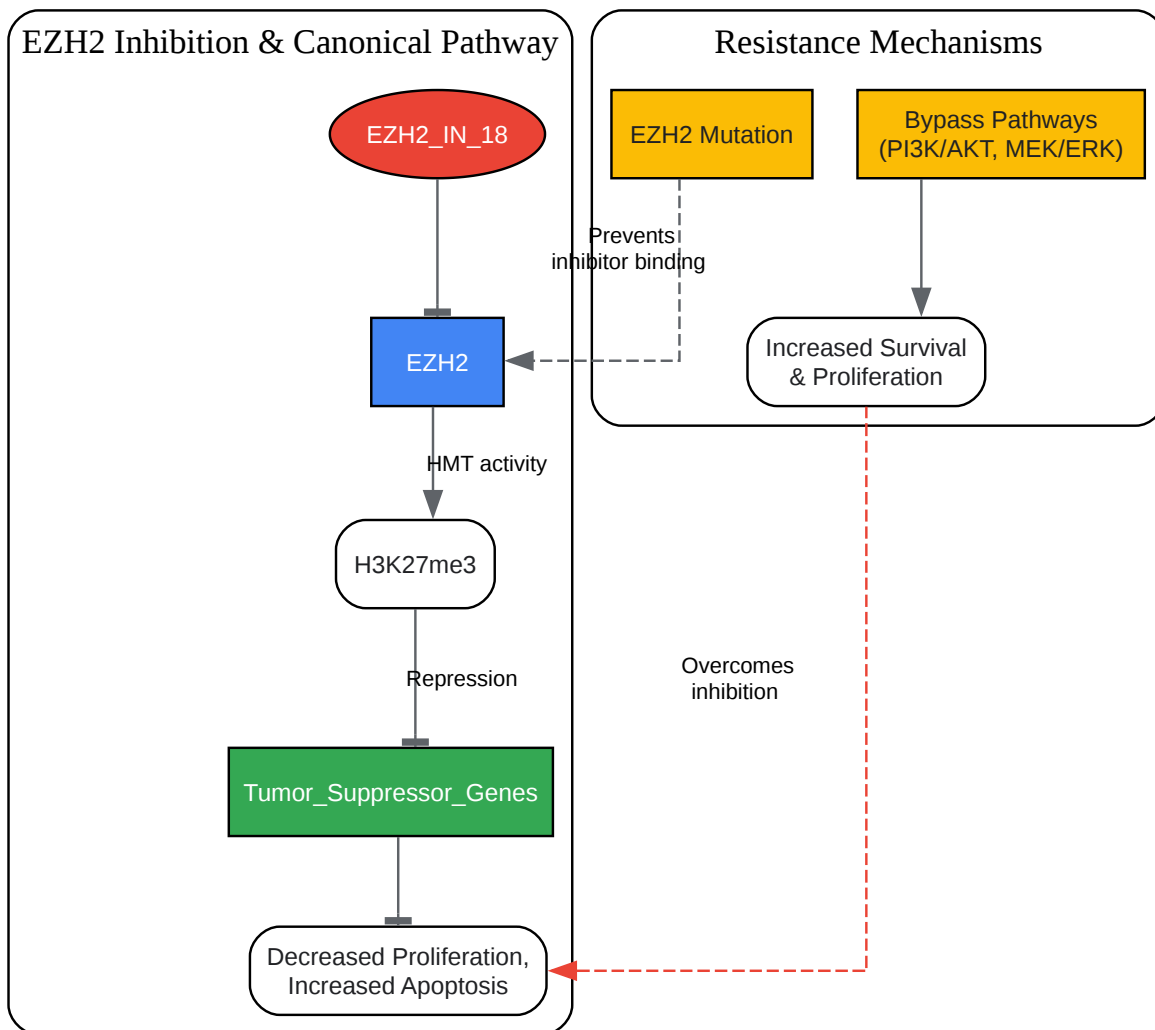 EZH2 Inhibition & Canonical Pathway
EZH2_IN_18
EZH2
HMT activity
H3K27me3
Repression
Tumor_Suppressor_Genes
Decreased Proliferation,
Increased Apoptosis
Resistance Mechanisms
EZH2 Mutation
Bypass Pathways
(PI3K/AKT, MEK/ERK)
Prevents
inhibitor binding
Increased Survival
& Proliferation
Overcomes
inhibition